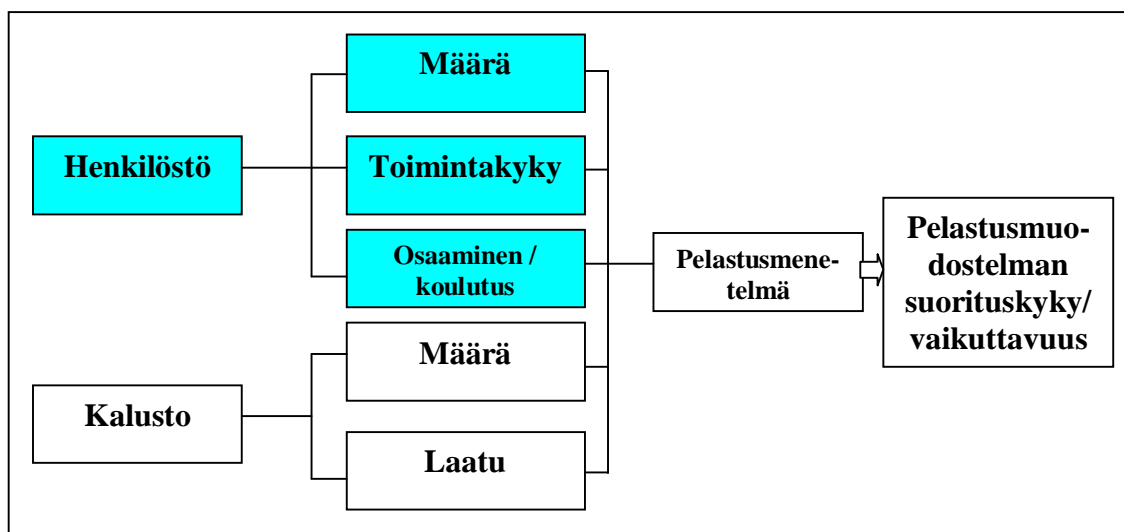 Henkilöstö
Määrä
Toimintakyky
Osaaminen /
koulutus
Kalusto
Määrä
Laatu
Pelastusmene-
telmä
Pelastusmuo-
dostelman
suorituskyky/
vaikuttavuus